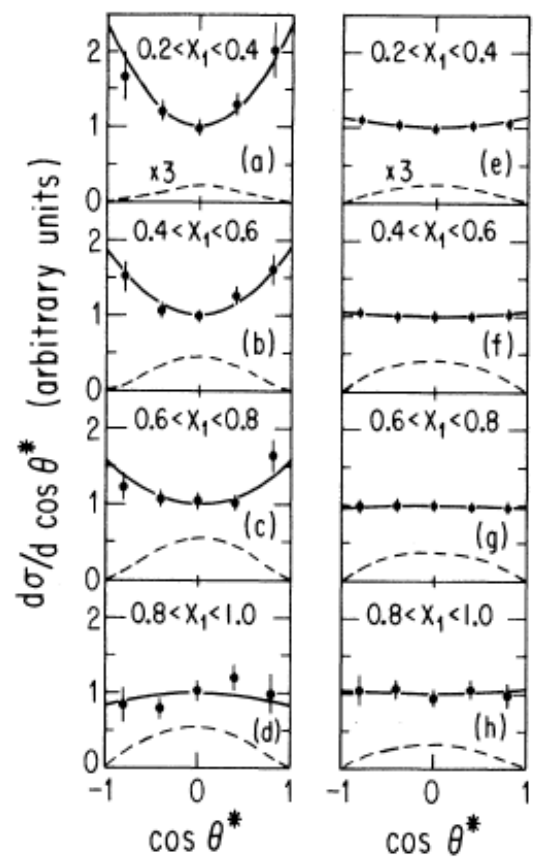 dσ/d cos θ* (arbitrary units)
2
1
0
0.2<X₁<0.4
x3
(a)
0.2<X₁<0.4
x3
(e)
2
1
0
0.4<X₁<0.6
(b)
0.4<X₁<0.6
(f)
2
1
0
0.6<X₁<0.8
(c)
0.6<X₁<0.8
(g)
2
1
0
0.8<X₁<1.0
(d)
0.8<X₁<1.0
(h)
-1 0 1
-1 0 1
cos θ*
cos θ*